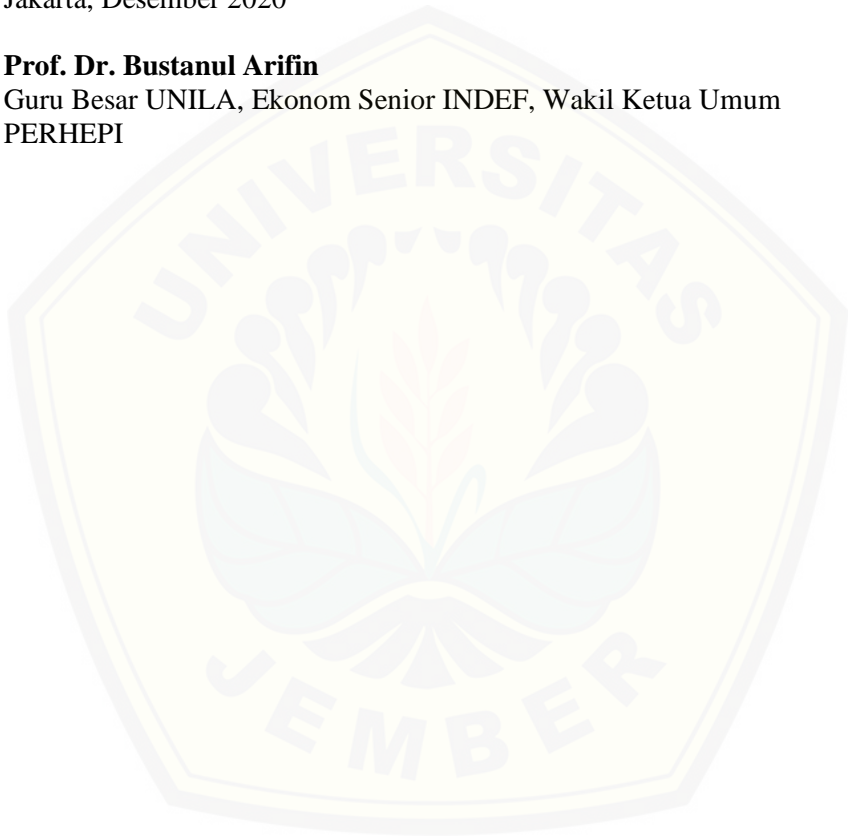 Jakarta, Desember 2020
Prof. Dr. Bustanul Arifin
Guru Besar UNILA, Ekonom Senior INDEF, Wakil Ketua Umum
PERHEPI
UNIVERSITAS
JEMBER